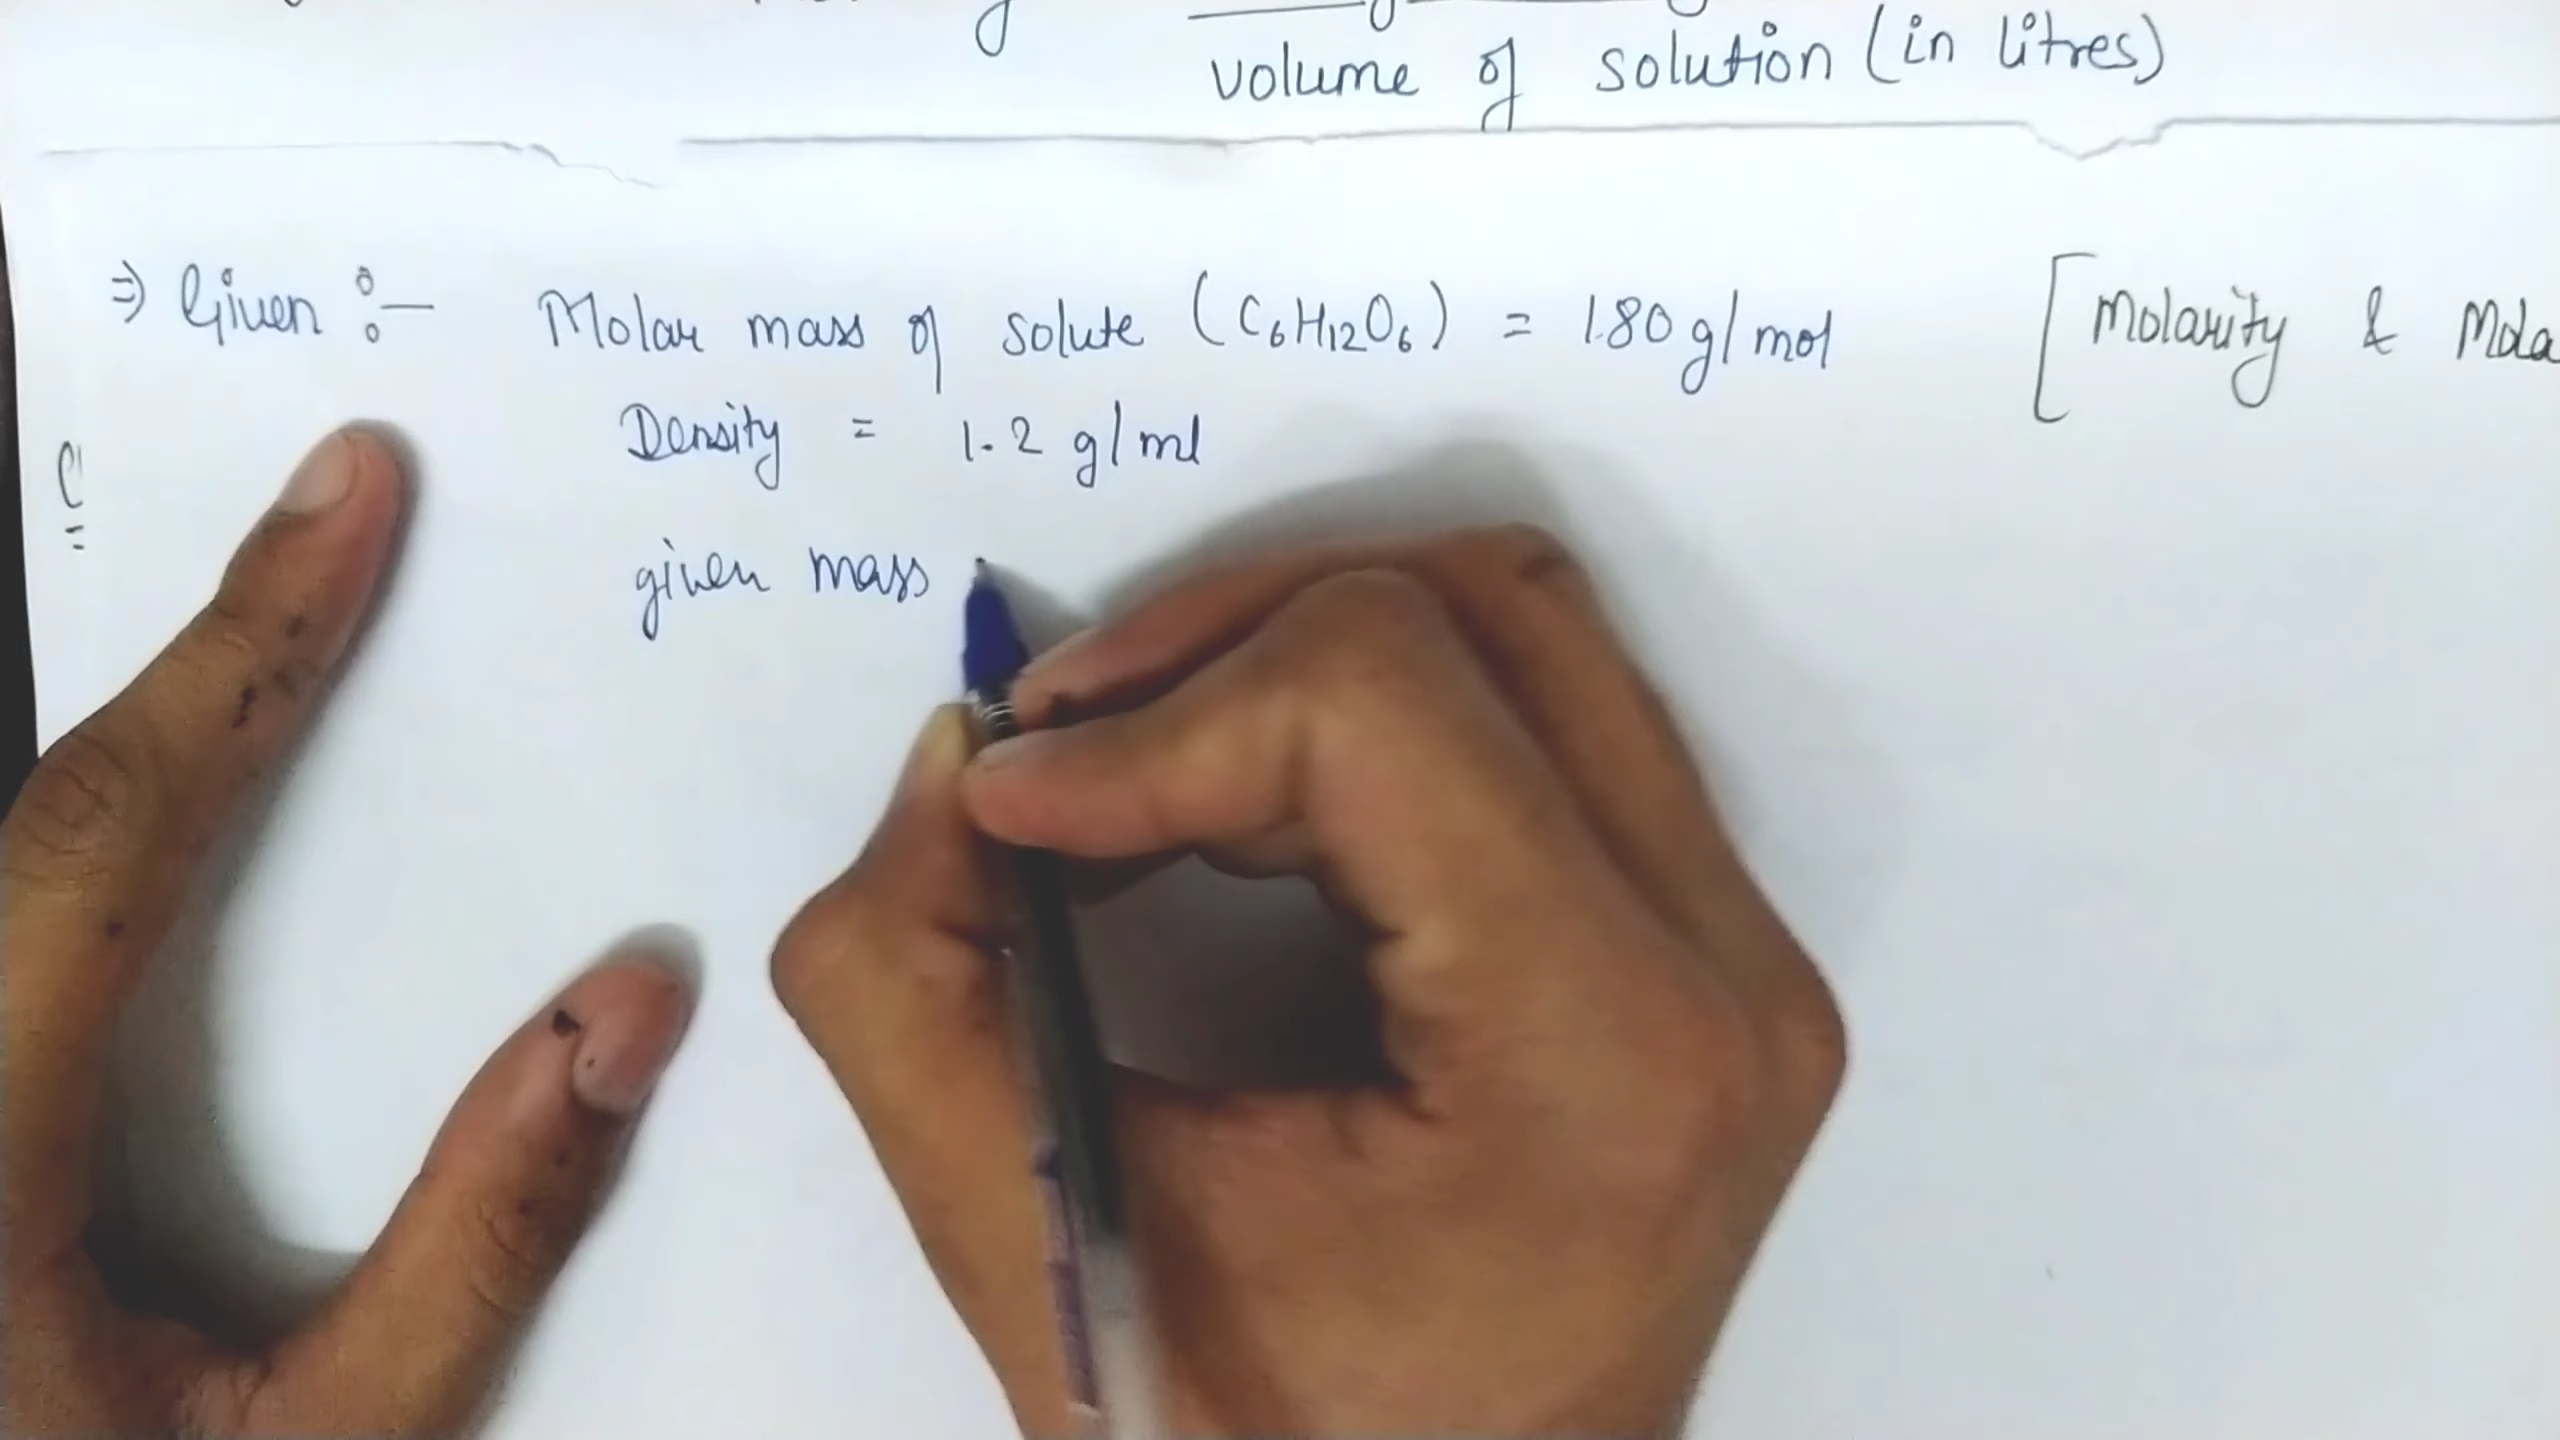 volume of solution (in litres)
⇒ Given :- Molar mass of solute (C6H12O6) = 180 g/mol [Molarity & Mola
Density = 1.2 g/ml
given mass